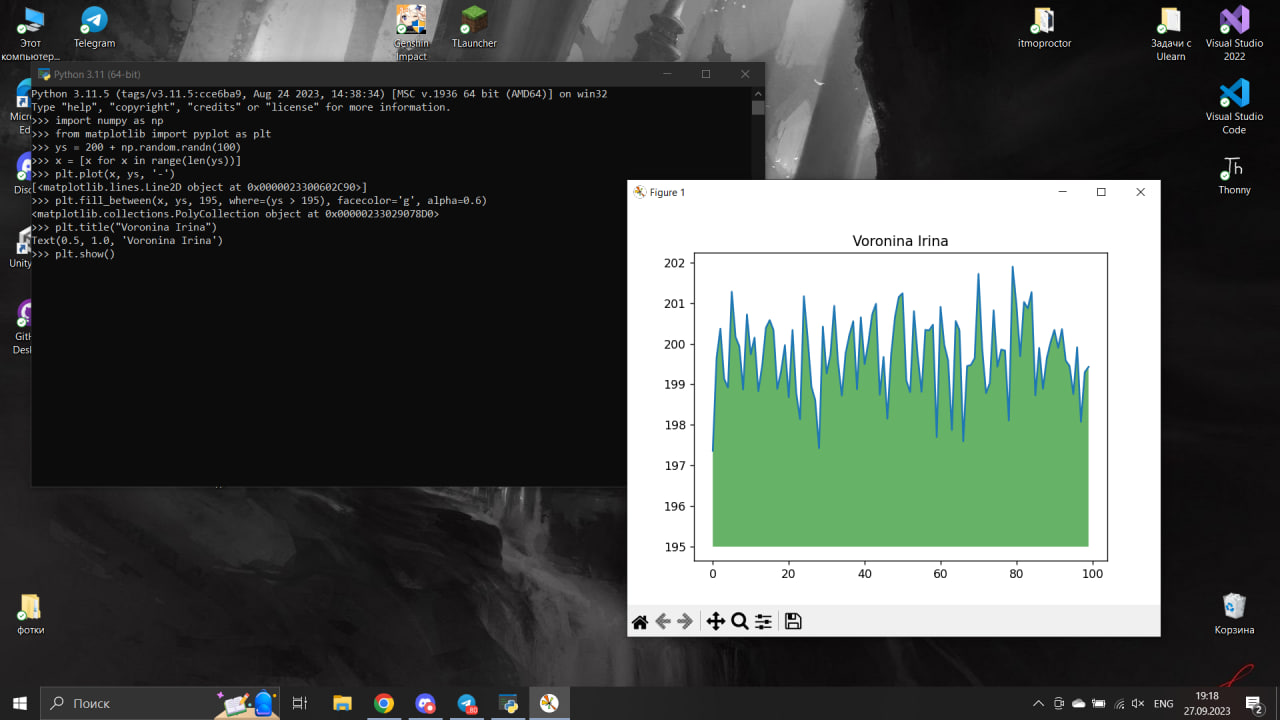 Этот
компьютер...
Telegram
Genshin
Impact
TLauncher
itmoproctor
Задачи с
Ulearn
Visual Studio
2022
Python 3.11 (64-bit)
Python 3.11.5 (tags/v3.11.5:cce6ba9, Aug 24 2023, 14:38:34) [MSC v.1936 64 bit (AMD64)] on win32
Type "help", "copyright", "credits" or "license" for more information.
>>> import numpy as np
>>> from matplotlib import pyplot as plt
>>> ys = 200 + np.random.randn(100)
>>> x = [x for x in range(len(ys))]
>>> plt.plot(x, ys, '-')
[<matplotlib.lines.Line2D object at 0x0000023300602C90>]
>>> plt.fill_between(x, ys, 195, where=(ys > 195), facecolor='g', alpha=0.6)
<matplotlib.collections.PolyCollection object at 0x00000233029078D0>
>>> plt.title("Voronina Irina")
Text(0.5, 1.0, 'Voronina Irina')
>>> plt.show()
Micro
Ed
Disc
Unity
GitH
Desk
Visual Studio
Code
Thonny
Figure 1
Voronina Irina
202
201
200
199
198
197
196
195
0 20 40 60 80 100
фотки
Корзина
Поиск
80
ENG
19:18
27.09.2023
2